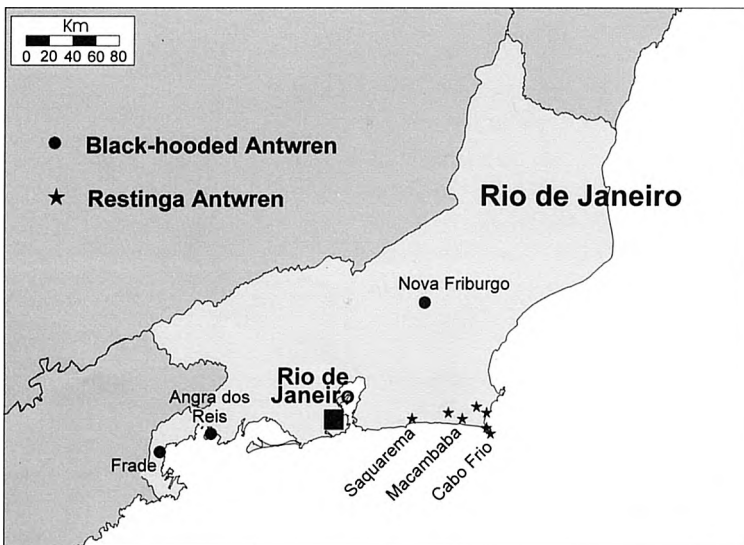 Km
0 20 40 60 80
Black-hooded Antwren
Restinga Antwren
Rio de Janeiro
Nova Friburgo
Rio de
Janeiro
Angra dos
Reis
Frade
Saquarema
Macambaba
Cabo Frio